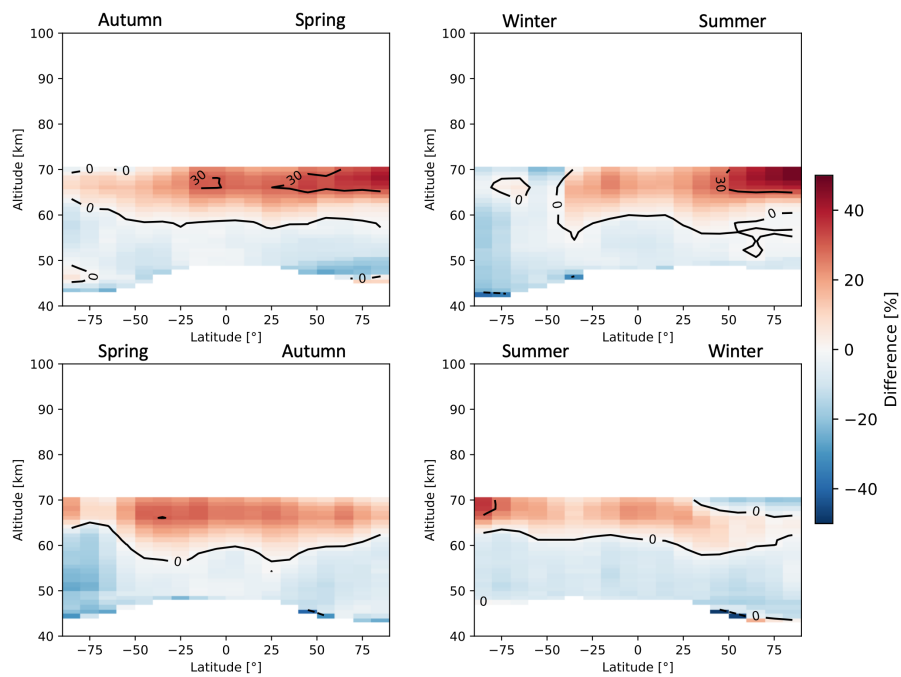 Autumn Spring
100
90
80
70
60
50
40
Altitude [km]
0 0
30 30
0
0
0
−75 −50 −25 0 25 50 75
Latitude [°]
Winter Summer
100
90
80
70
60
50
40
Altitude [km]
0
0
30
0
−75 −50 −25 0 25 50 75
Latitude [°]
Spring Autumn
100
90
80
70
60
50
40
Altitude [km]
0
−75 −50 −25 0 25 50 75
Latitude [°]
Summer Winter
100
90
80
70
60
50
40
Altitude [km]
0
0
0
0
−75 −50 −25 0 25 50 75
Latitude [°]
40
20
0
−20
−40
Difference [%]